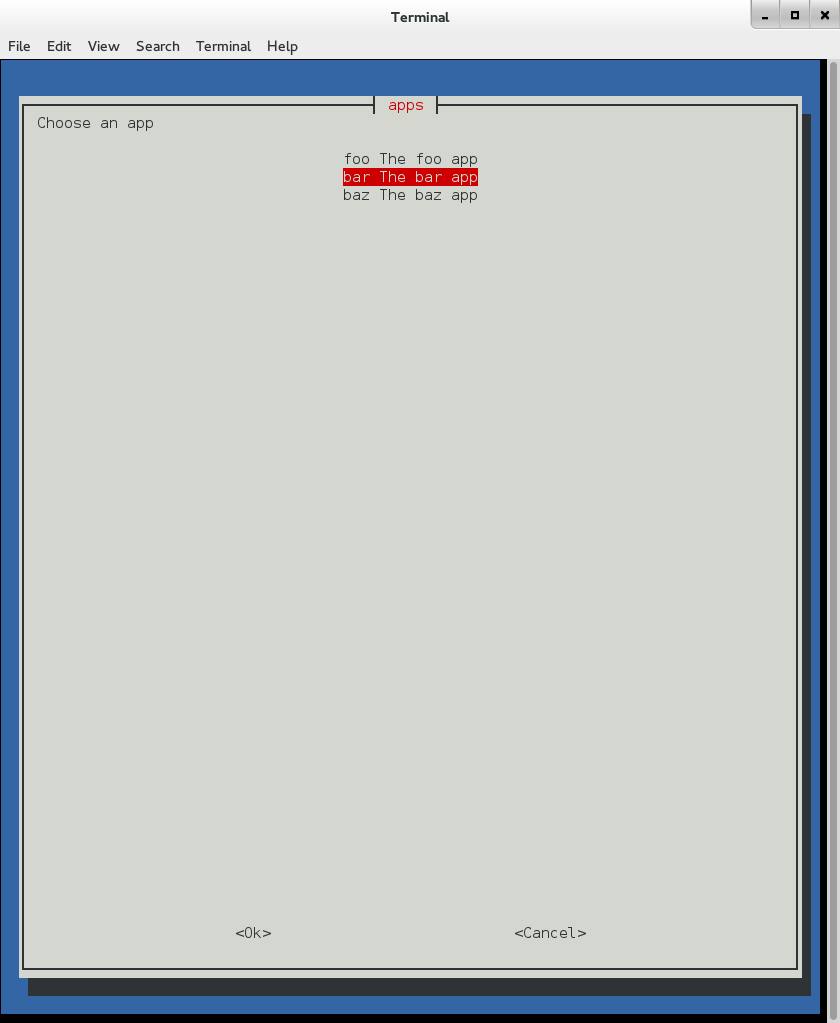 Terminal
File Edit View Search Terminal Help
apps
Choose an app
foo The foo app
bar The bar app
baz The baz app
<Ok> <Cancel>